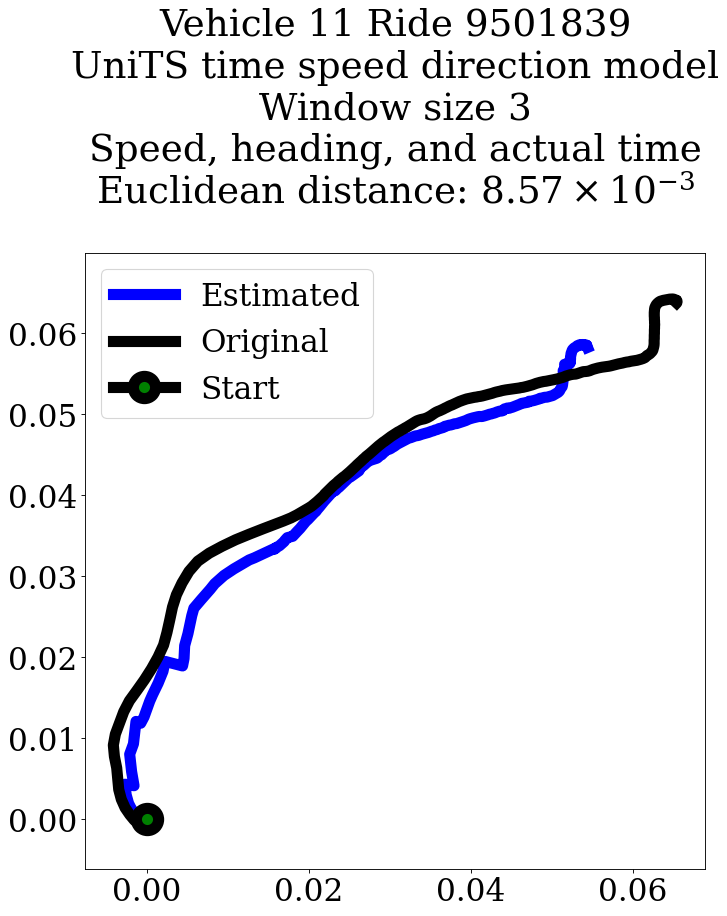 Vehicle 11 Ride 9501839
UniTS time speed direction model
Window size 3
Speed, heading, and actual time
Euclidean distance: 8.57 × 10⁻³
Estimated
Original
Start
0.06
0.05
0.04
0.03
0.02
0.01
0.00
0.00 0.02 0.04 0.06